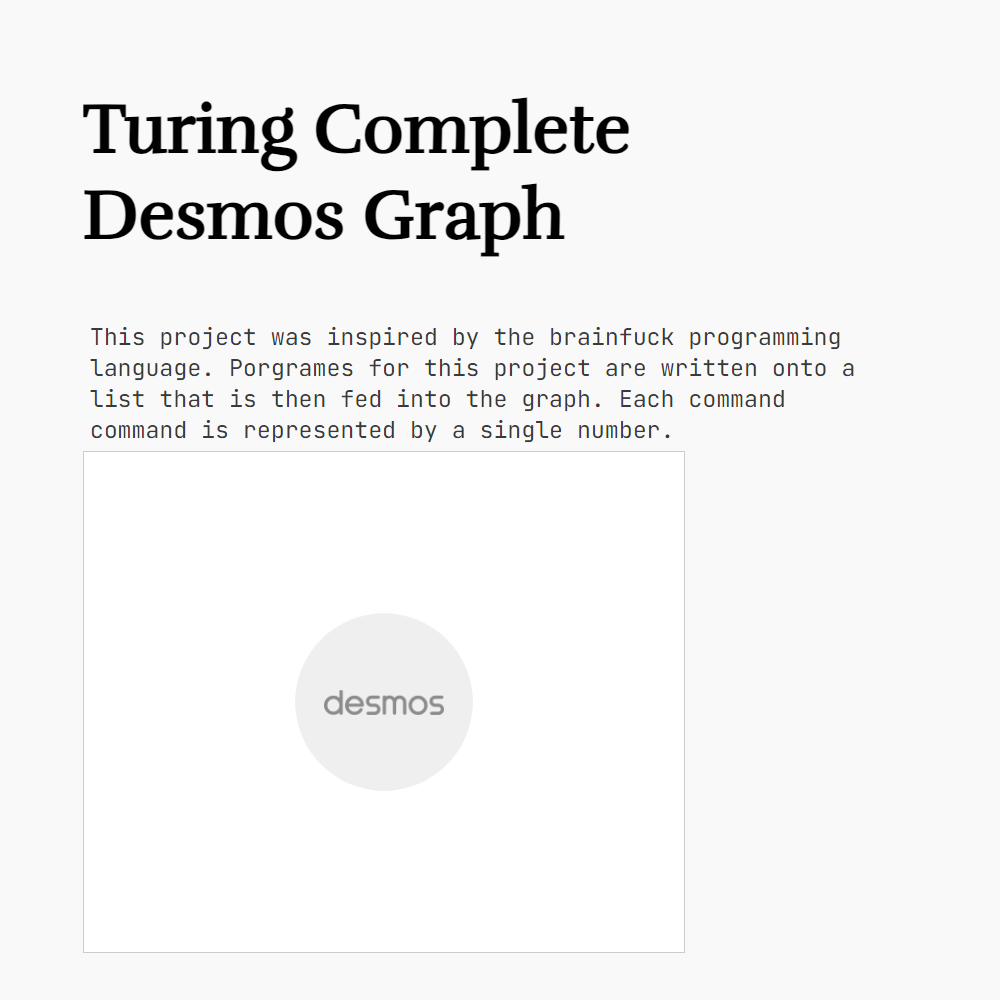 Turing Complete
Desmos Graph
This project was inspired by the brainfuck programming
language. Porgrames for this project are written onto a
list that is then fed into the graph. Each command
command is represented by a single number.
desmos